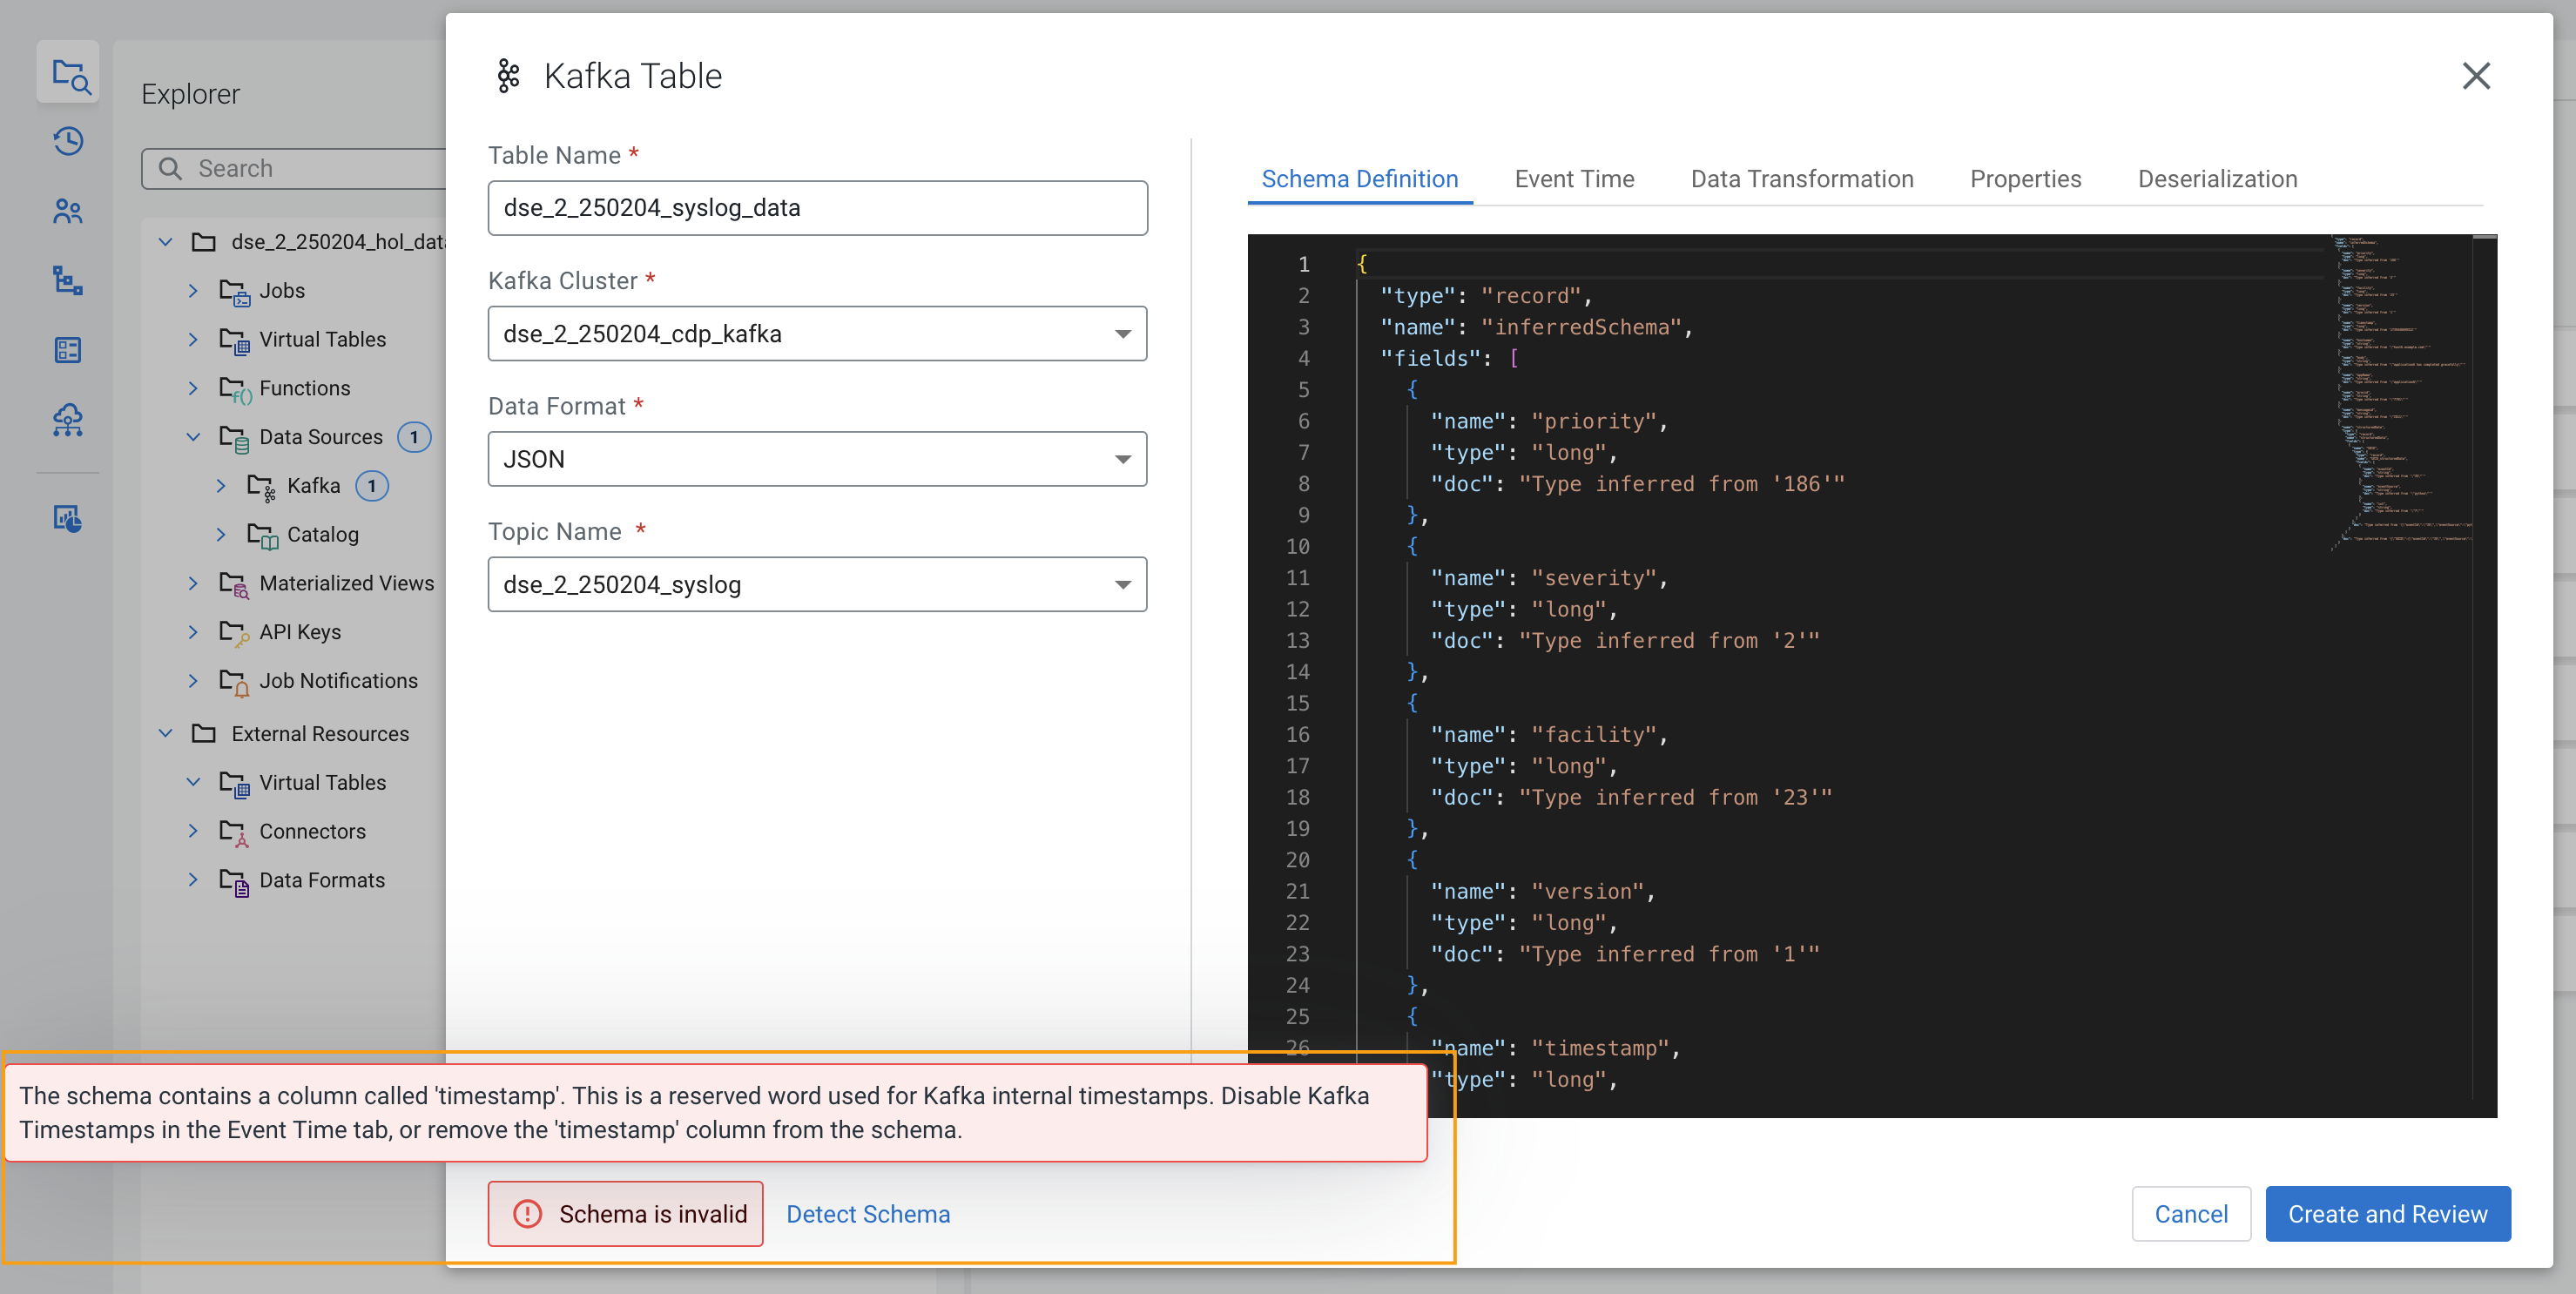 Explorer
Search
dse_2_250204_hol_dat
Jobs
Virtual Tables
Functions
Data Sources 1
Kafka 1
Catalog
Materialized Views
API Keys
Job Notifications
External Resources
Virtual Tables
Connectors
Data Formats
Kafka Table
Table Name *
dse_2_250204_syslog_data
Kafka Cluster *
dse_2_250204_cdp_kafka
Data Format *
JSON
Topic Name *
dse_2_250204_syslog
Schema Definition Event Time Data Transformation Properties Deserialization
1 {
2 "type": "record",
3 "name": "inferredSchema",
4 "fields": [
5 {
6 "name": "priority",
7 "type": "long",
8 "doc": "Type inferred from '186'"
9 },
10 {
11 "name": "severity",
12 "type": "long",
13 "doc": "Type inferred from '2'"
14 },
15 {
16 "name": "facility",
17 "type": "long",
18 "doc": "Type inferred from '23'"
19 },
20 {
21 "name": "version",
22 "type": "long",
23 "doc": "Type inferred from '1'"
24 },
25 {
26 "name": "timestamp",
"type": "long",
The schema contains a column called 'timestamp'. This is a reserved word used for Kafka internal timestamps. Disable Kafka
Timestamps in the Event Time tab, or remove the 'timestamp' column from the schema.
Schema is invalid
Detect Schema
Cancel
Create and Review